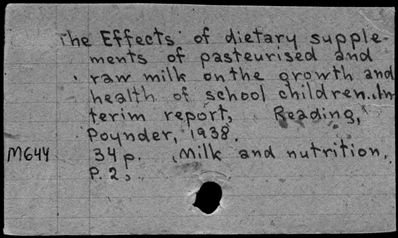 The Effects of dietary supple-
ments of pasteurised and
raw milk on the growth and
health of school children. In-
terim report, Reading,
Poynder, 1938.
M644 34 p. (Milk and nutrition,
P. 2)